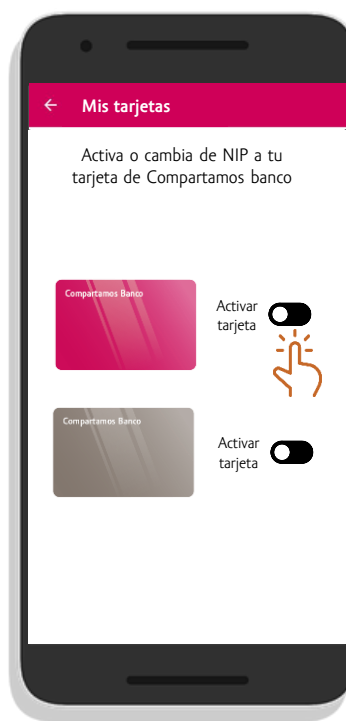 Mis tarjetas
Activa o cambia de NIP a tu
tarjeta de Compartamos banco
Compartamos Banco
Activar
tarjeta
Compartamos Banco
Activar
tarjeta